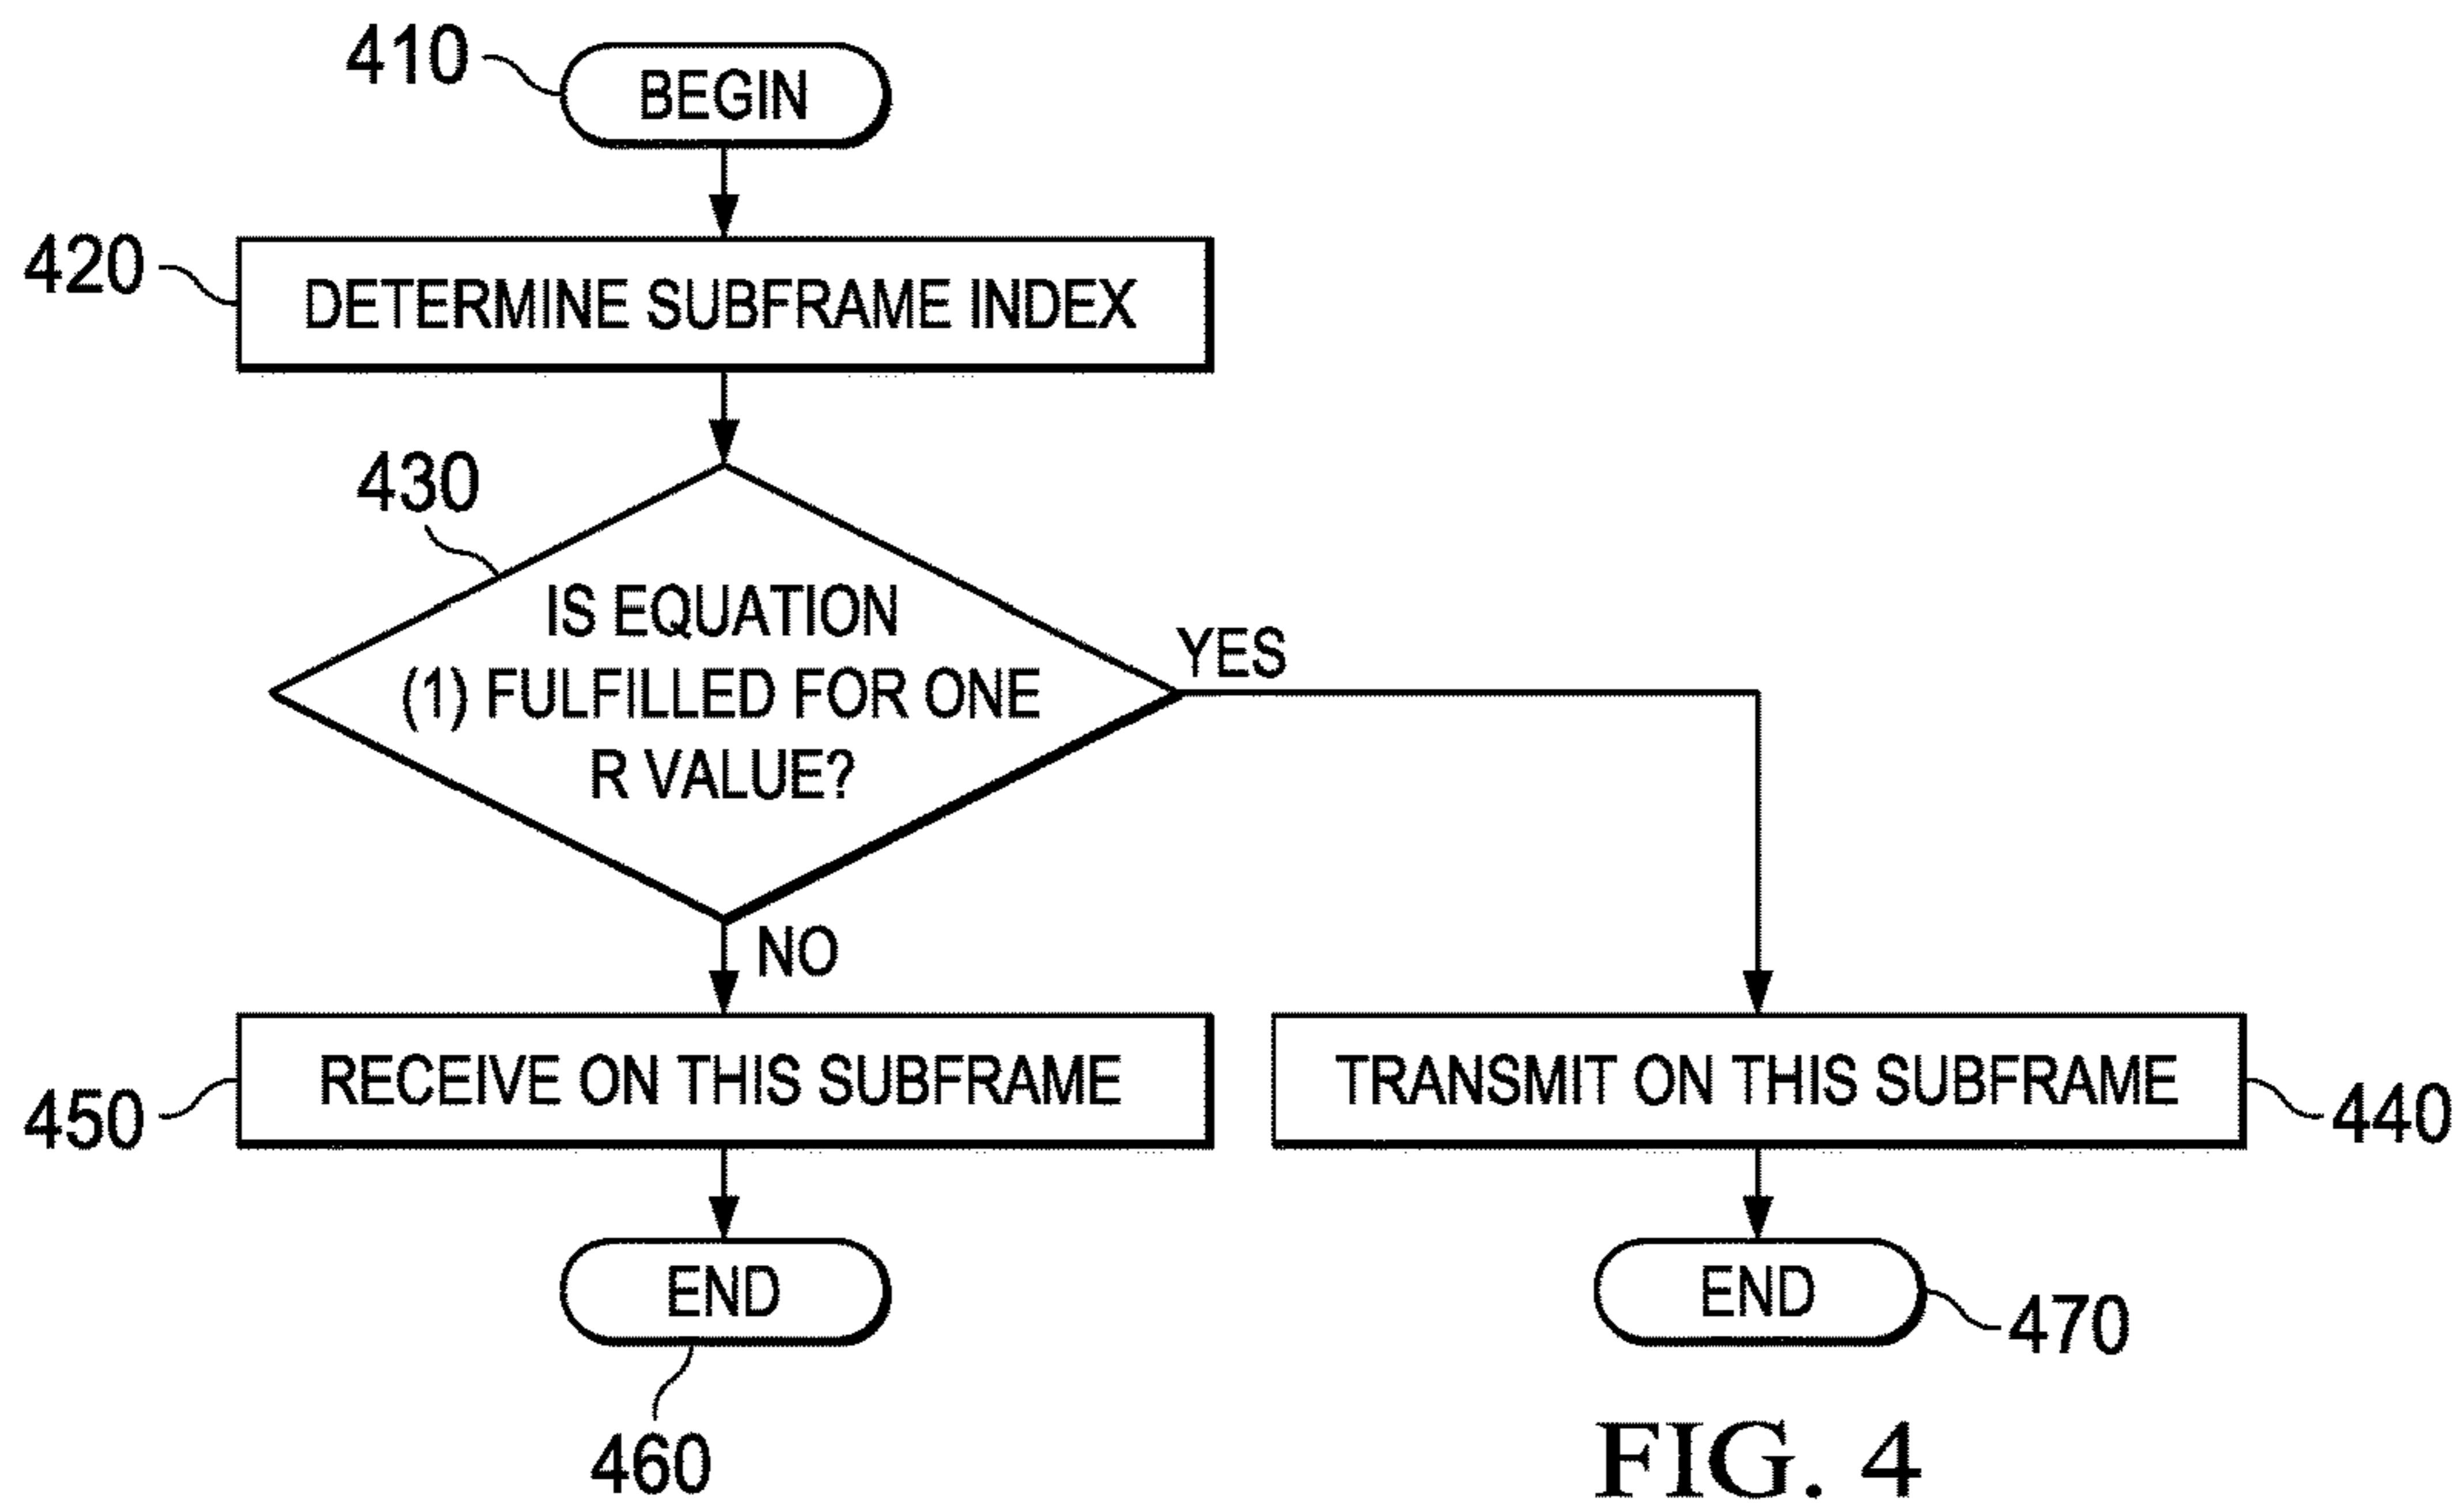 410
BEGIN
420
DETERMINE SUBFRAME INDEX
430
IS EQUATION
(1) FULFILLED FOR ONE
R VALUE?
YES
NO
450
RECEIVE ON THIS SUBFRAME
TRANSMIT ON THIS SUBFRAME
440
END
460
END
470
FIG. 4